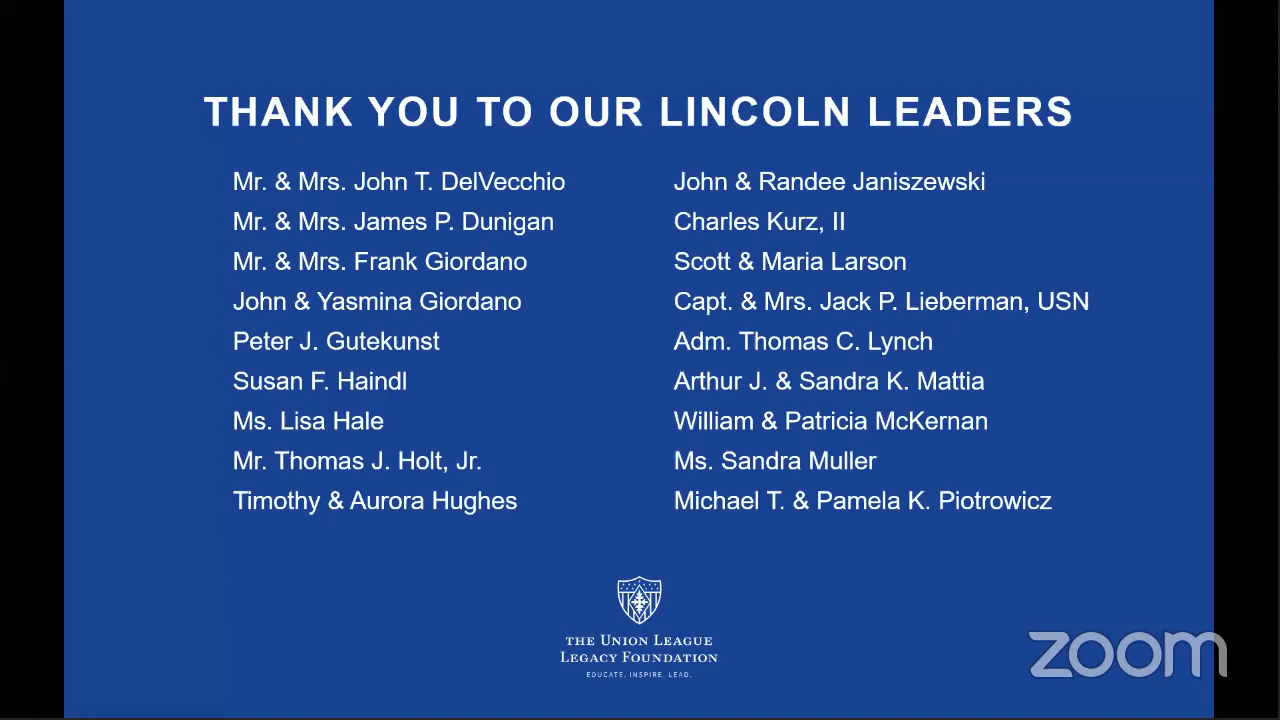 THANK YOU TO OUR LINCOLN LEADERS
Mr. & Mrs. John T. DelVecchio
Mr. & Mrs. James P. Dunigan
Mr. & Mrs. Frank Giordano
John & Yasmina Giordano
Peter J. Gutekunst
Susan F. Haindl
Ms. Lisa Hale
Mr. Thomas J. Holt, Jr.
Timothy & Aurora Hughes
John & Randee Janiszewski
Charles Kurz, II
Scott & Maria Larson
Capt. & Mrs. Jack P. Lieberman, USN
Adm. Thomas C. Lynch
Arthur J. & Sandra K. Mattia
William & Patricia McKernan
Ms. Sandra Muller
Michael T. & Pamela K. Piotrowicz
THE UNION LEAGUE
LEGACY FOUNDATION
EDUCATE. INSPIRE. LEAD.
zoom